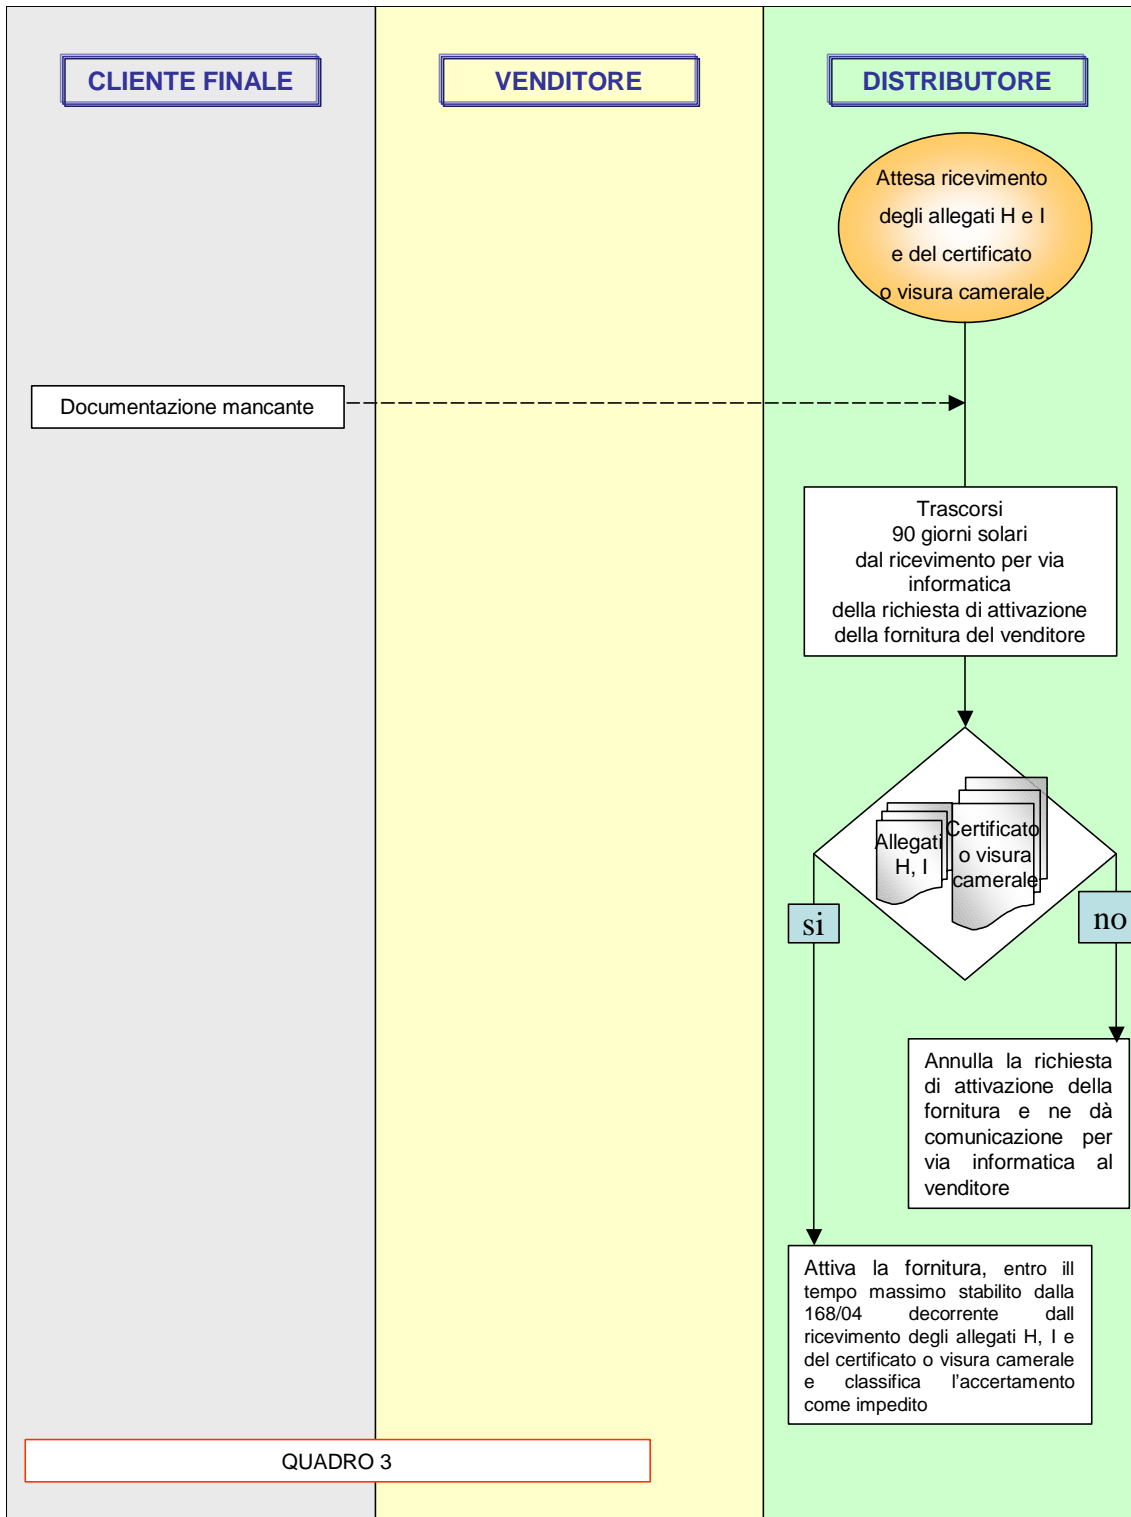 CLIENTE FINALE
VENDITORE
DISTRIBUTORE
Attesa ricevimento
degli allegati H e I
e del certificato
o visura camerale.
Documentazione mancante
Trascorsi
90 giorni solari
dal ricevimento per via
informatica
della richiesta di attivazione
della fornitura del venditore
Allegati
H, I
Certificato
o visura
camerale
si
no
Annulla la richiesta
di attivazione della
fornitura e ne dà
comunicazione per
via informatica al
venditore
Attiva la fornitura, entro ill
tempo massimo stabilito dalla
168/04 decorrente dall
ricevimento degli allegati H, I e
del certificato o visura camerale
e classifica l'accertamento
come impedito
QUADRO 3